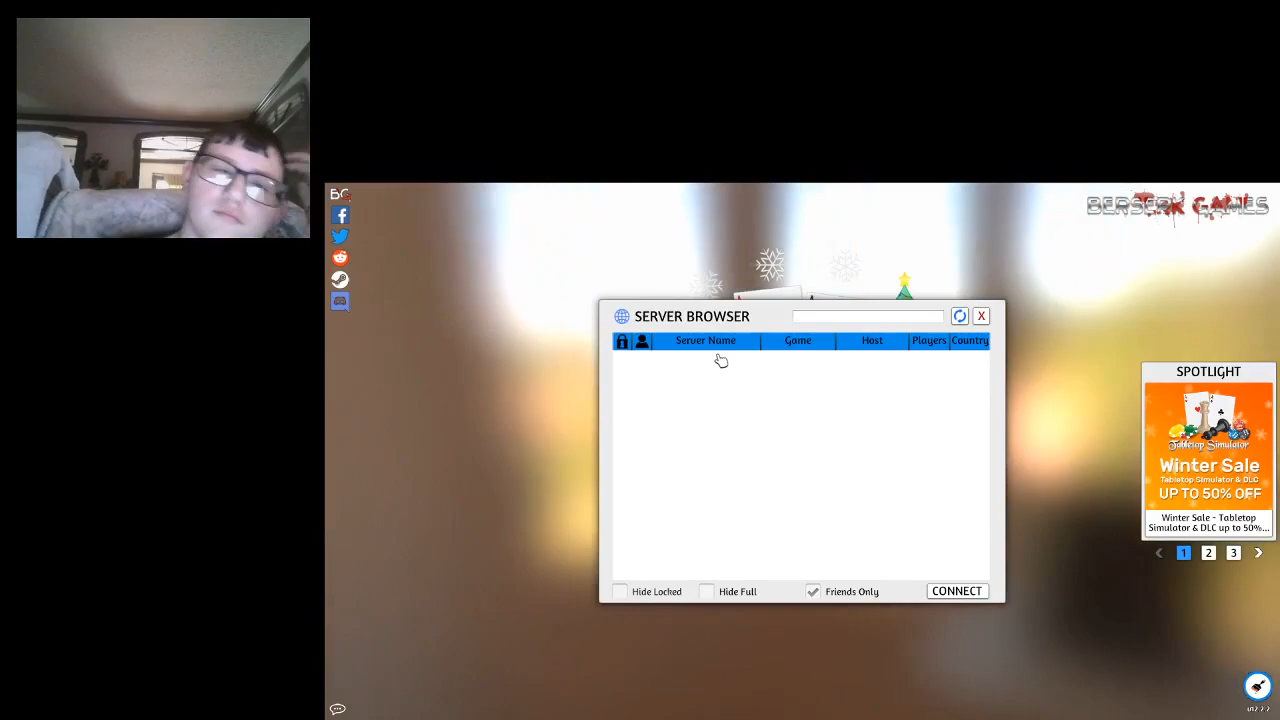 BERSERK GAMES
SERVER BROWSER
X
Server Name Game Host Players Country
SPOTLIGHT
Tabletop Simulator
Winter Sale
Tabletop Simulator & DLC
UP TO 50% OFF
Winter Sale - Tabletop
Simulator & DLC up to 50%...
< 1 2 3 >
Hide Locked Hide Full Friends Only CONNECT